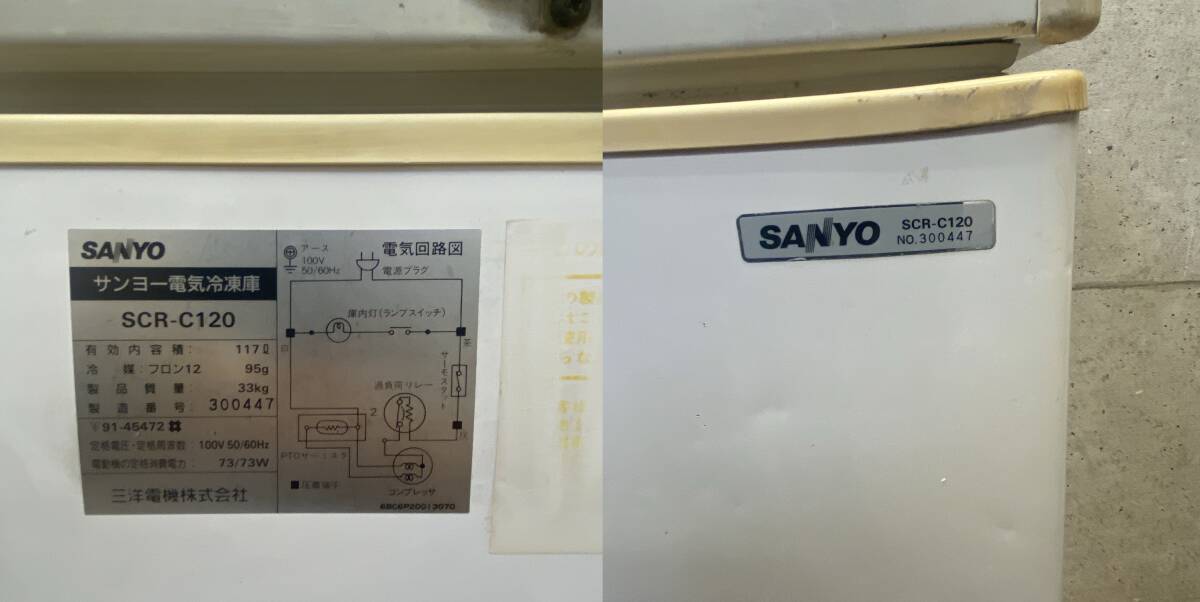 SANYO
サンヨー電気冷凍庫
SCR-C120
有効内容積: 117ℓ
冷媒: フロン12 95g
製品質量: 33kg
製造番号: 300447
〒91-45472
定格電圧・定格周波数: 100V 50/60Hz
電動機の定格消費電力: 73/73W
三洋電機株式会社
電気回路図
アース
100V
50/60Hz
電源プラグ
庫内灯(ランプスイッチ)
白
茶
サーモスタット
過負荷リレー
2
灰
PTCサーミスタ
コンプレッサ
■圧着端子
6BC6P20013070
SANYO
SCR-C120
NO.300447